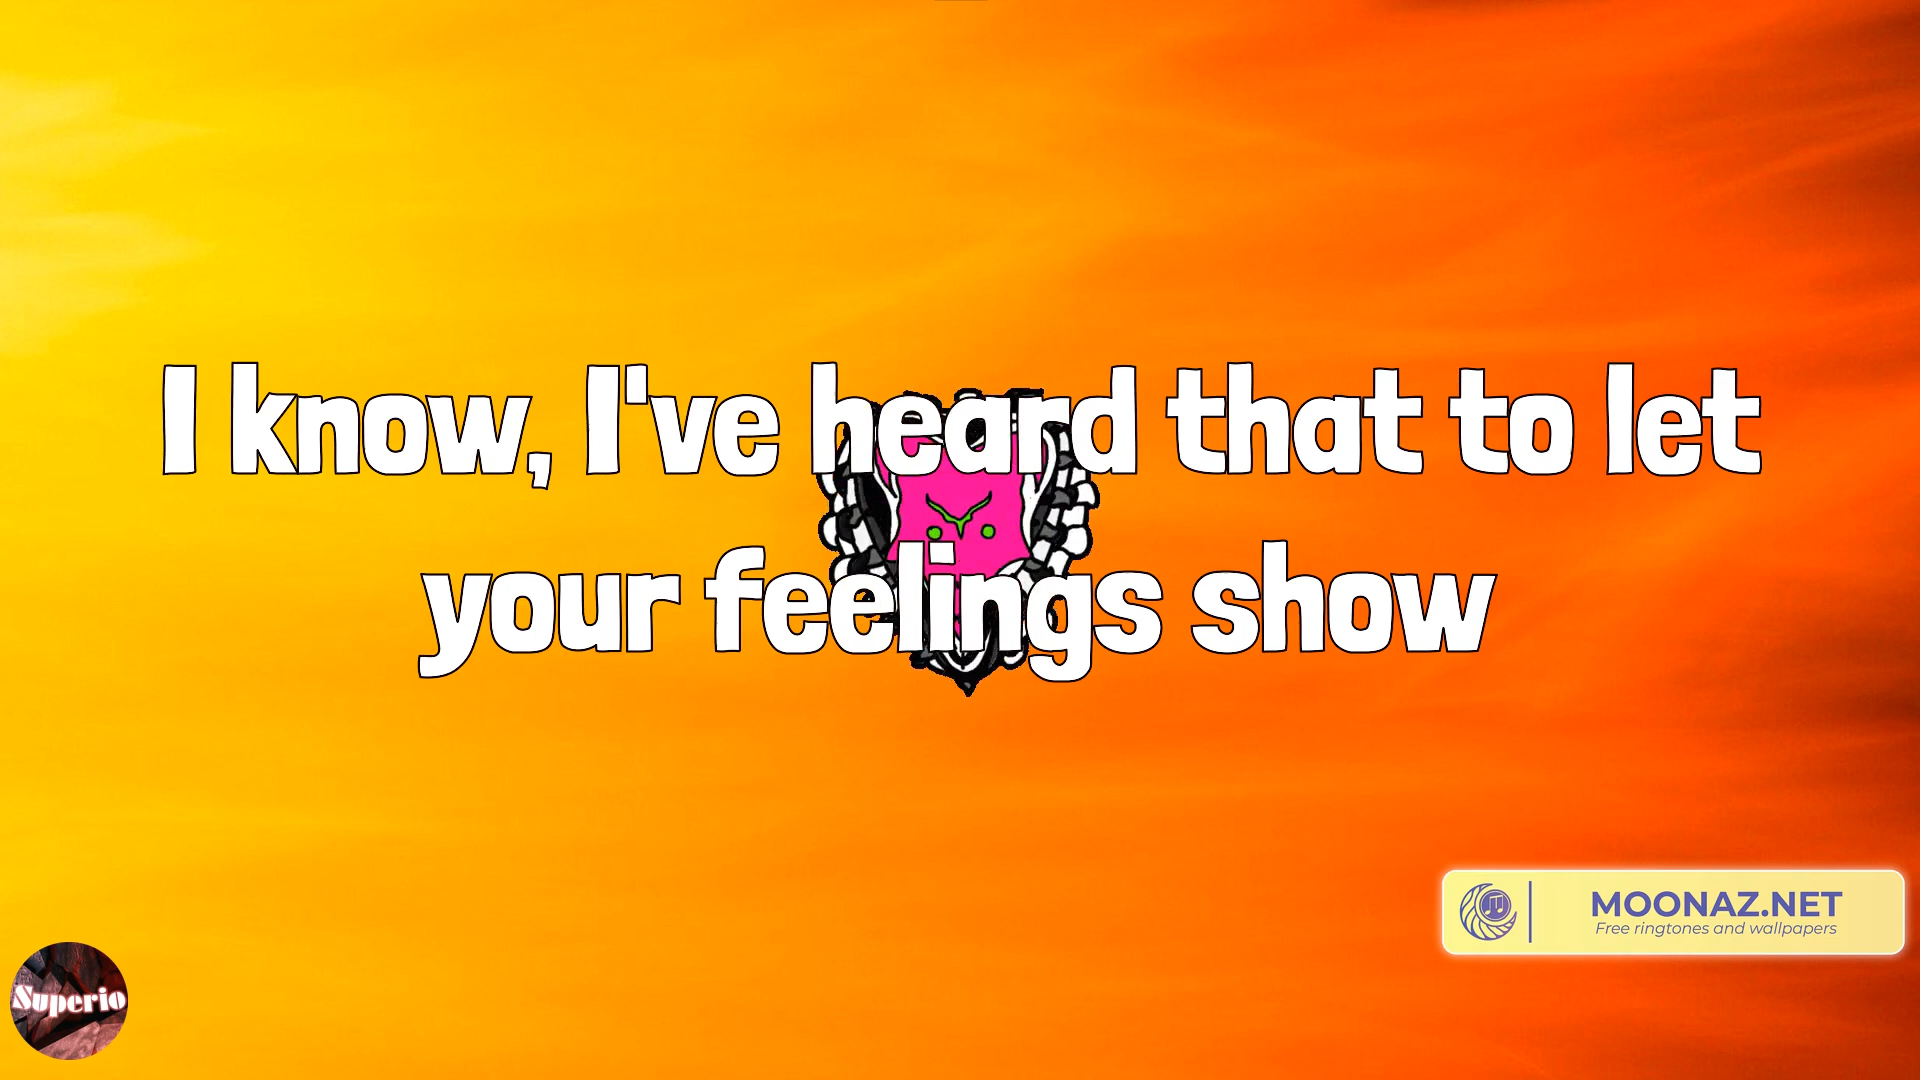 I know, I've heard that to let
your feelings show
MOONAZ.NET
Free ringtones and wallpapers
Superio